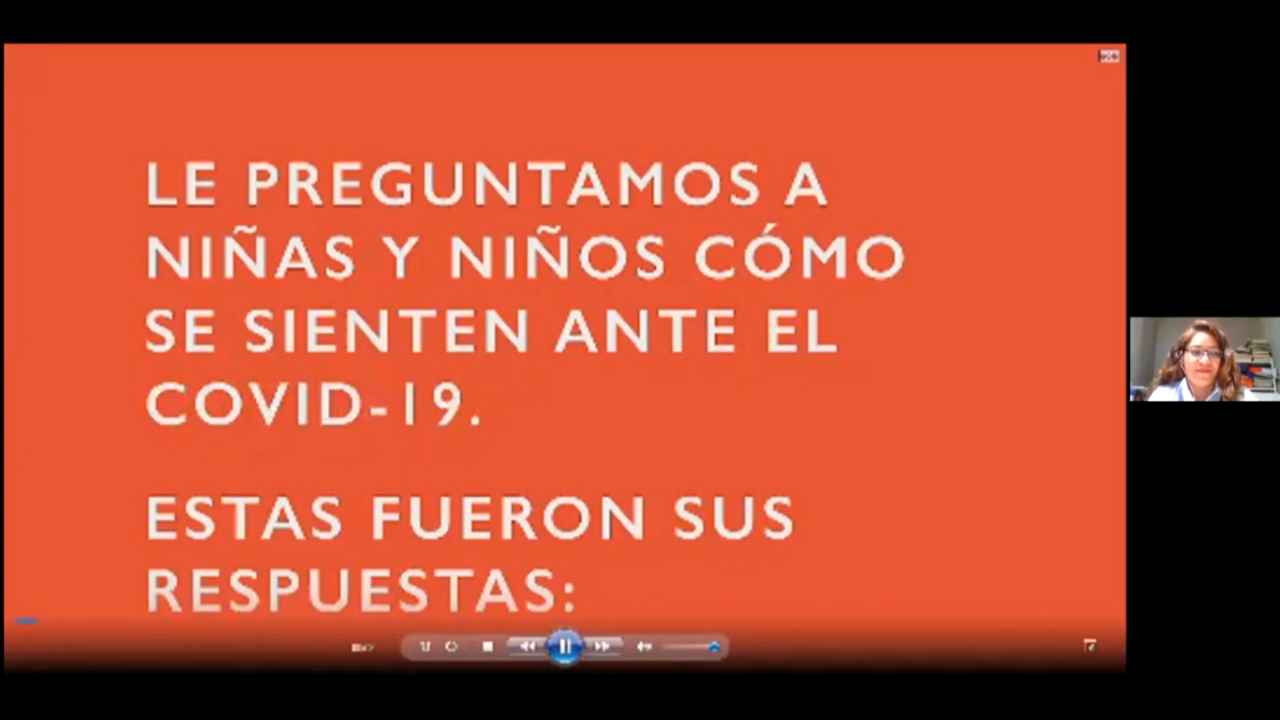 LE PREGUNTAMOS A
NIÑAS Y NIÑOS CÓMO
SE SIENTEN ANTE EL
COVID-19.
ESTAS FUERON SUS
RESPUESTAS: